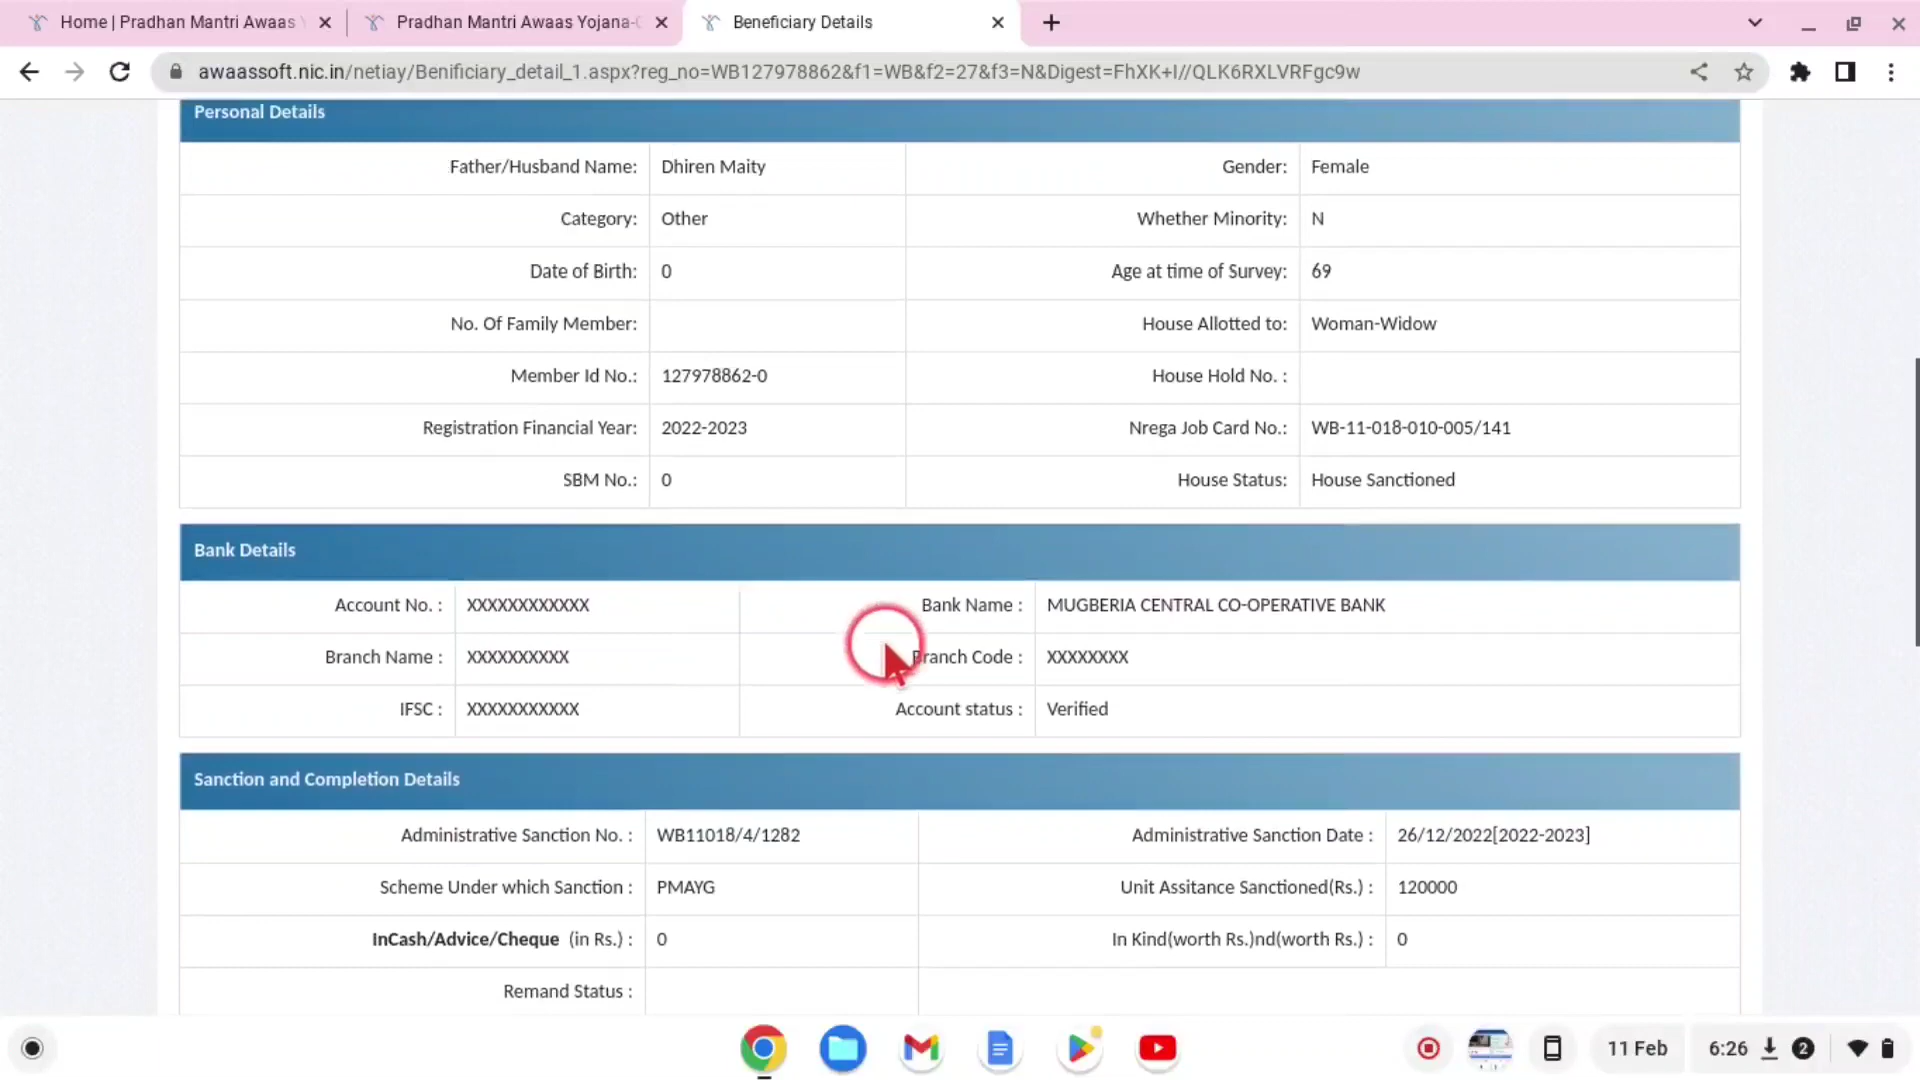 Home | Pradhan Mantri Awaas Y
Pradhan Mantri Awaas Yojana-G
Beneficiary Details
awaassoft.nic.in/netiay/Benificiary_detail_1.aspx?reg_no=WB127978862&f1=WB&f2=27&f3=N&Digest=FhXK+I//QLK6RXLVRFgc9w
Personal Details
Father/Husband Name: Dhiren Maity Gender: Female
Category: Other Whether Minority: N
Date of Birth: 0 Age at time of Survey: 69
No. Of Family Member: House Allotted to: Woman-Widow
Member Id No.: 127978862-0 House Hold No. :
Registration Financial Year: 2022-2023 Nrega Job Card No.: WB-11-018-010-005/141
SBM No.: 0 House Status: House Sanctioned
Bank Details
Account No. : XXXXXXXXXXXX Bank Name : MUGBERIA CENTRAL CO-OPERATIVE BANK
Branch Name : XXXXXXXXXX Branch Code : XXXXXXXX
IFSC : XXXXXXXXXXX Account status : Verified
Sanction and Completion Details
Administrative Sanction No. : WB11018/4/1282 Administrative Sanction Date : 26/12/2022[2022-2023]
Scheme Under which Sanction : PMAYG Unit Assitance Sanctioned(Rs.) : 120000
InCash/Advice/Cheque (in Rs.) : 0 In Kind(worth Rs.)nd(worth Rs.) : 0
Remand Status :
11 Feb 6:26 2